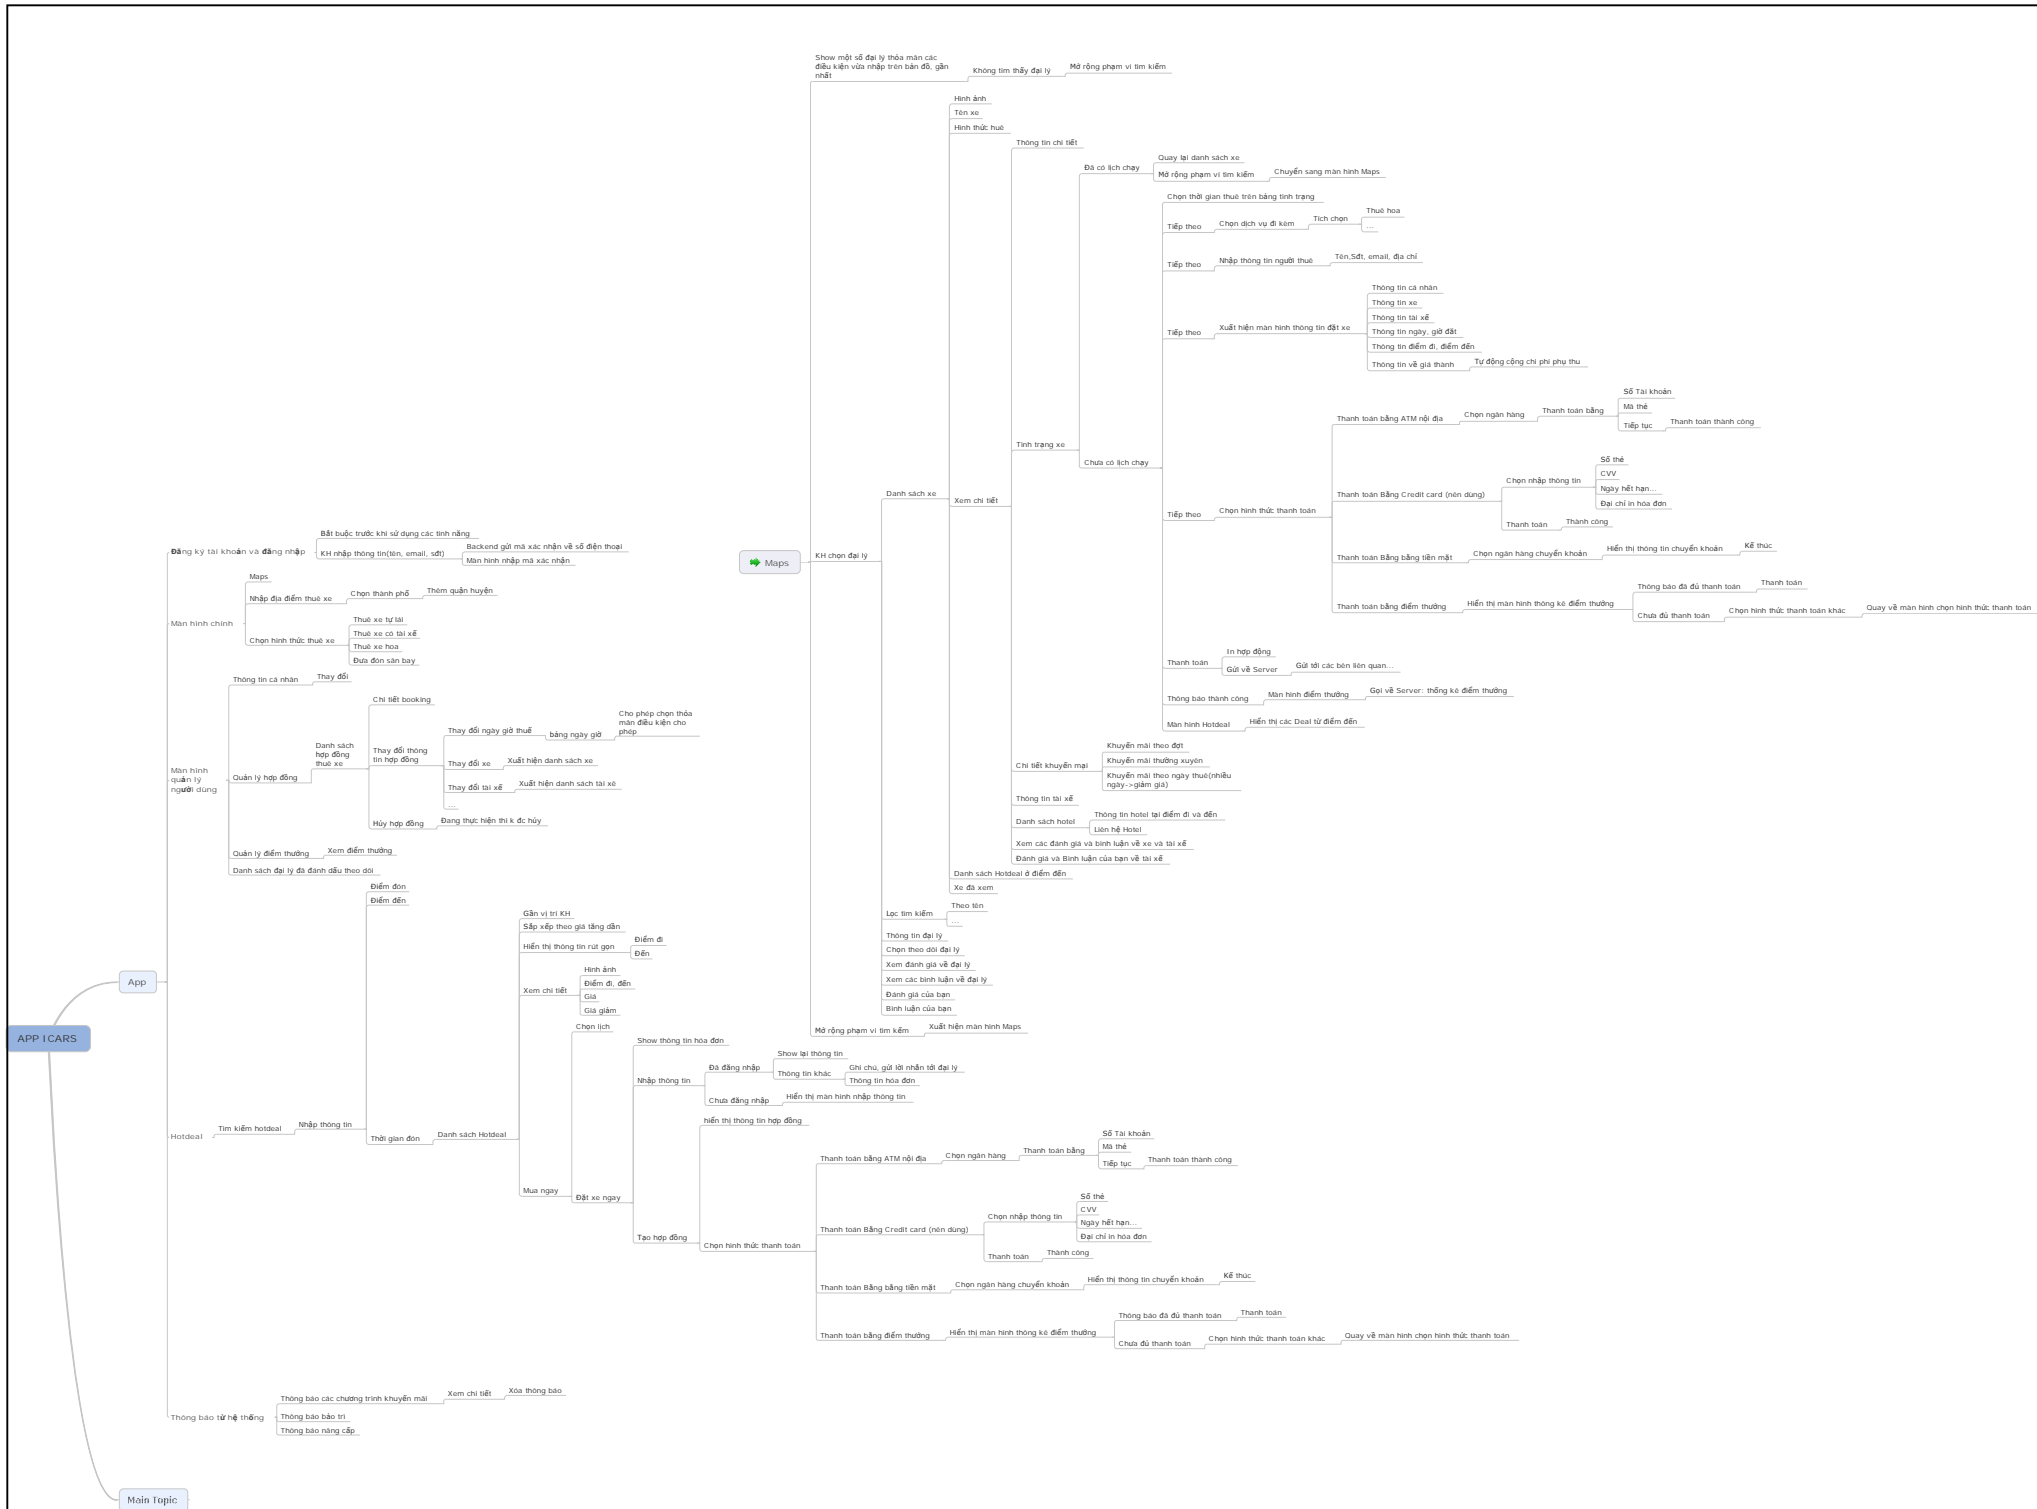 APP ICARS
App
Đăng ký tài khoản và đăng nhập
Bắt buộc trước khi sử dụng các tính năng
KH nhập thông tin(tên, email, sđt)
Backend gửi mã xác nhận về số điện thoại
Màn hình nhập mã xác nhận
Màn hình chính
Maps
Nhập địa điểm thuê xe
Chọn thành phố
Thêm quận huyện
Chọn hình thức thuê xe
Thuê xe tự lái
Thuê xe có tài xế
Thuê xe hoa
Đưa đón sân bay
Màn hình
quản lý
người dùng
Thông tin cá nhân
Thay đổi
Quản lý hợp đồng
Danh sách
hợp đồng
thuê xe
Chi tiết booking
Thay đổi thông
tin hợp đồng
Thay đổi ngày giờ thuế
bảng ngày giờ
Cho phép chọn thỏa
mãn điều kiện cho
phép
Thay đổi xe
Xuất hiện danh sách xe
Thay đổi tài xế
Xuất hiện danh sách tài xê
...
Hủy hợp đồng
Đang thực hiện thì k đc hủy
Quản lý điểm thưởng
Xem điểm thưởng
Danh sách đại lý đã đánh dấu theo dõi
Hotdeal
Tìm kiếm hotdeal
Nhập thông tin
Điểm đón
Điểm đến
Thời gian đón
Danh sách Hotdeal
Gần vị trí KH
Sắp xếp theo giá tăng dần
Hiển thị thông tin rút gọn
Điểm đi
Đến
Xem chi tiết
Hình ảnh
Điểm đi, đến
Giá
Giá giảm
Mua ngay
Chọn lịch
Đặt xe ngay
Show thông tin hóa đơn
Nhập thông tin
Đã đăng nhập
Show lại thông tin
Thông tin khác
Ghi chú, gửi lời nhắn tới đại lý
Thông tin hóa đơn
Chưa đăng nhập
Hiển thị màn hình nhập thông tin
Tạo hợp đồng
hiển thị thông tin hợp đồng
Chọn hình thức thanh toán
Thanh toán bằng ATM nội địa
Chọn ngân hàng
Thanh toán bằng
Số Tài khoản
Mã thẻ
Tiếp tục
Thanh toán thành công
Thanh toán Bằng Credit card (nên dùng)
Chọn nhập thông tin
Số thẻ
CVV
Ngày hết hạn...
Đại chỉ in hóa đơn
Thanh toán
Thành công
Thanh toán Bằng bằng tiền mặt
Chọn ngân hàng chuyển khoản
Hiển thị thông tin chuyển khoản
Kế thúc
Thanh toán bằng điểm thưởng
Hiển thị màn hình thông kê điểm thưởng
Thông báo đã đủ thanh toán
Thanh toán
Chưa đủ thanh toán
Chọn hình thức thanh toán khác
Quay về màn hình chọn hình thức thanh toán
Thông báo từ hệ thống
Thông báo các chương trình khuyến mãi
Xem chi tiết
Xóa thông báo
Thông báo bảo trì
Thông báo nâng cấp
Main Topic
Maps
Show một số đại lý thỏa mãn các
điều kiện vừa nhập trên bản đồ, gần
nhất
Không tìm thấy đại lý
Mở rộng phạm vi tìm kiếm
KH chọn đại lý
Danh sách xe
Hình ảnh
Tên xe
Hình thức huê
Xem chi tiết
Thông tin chi tiết
Tình trạng xe
Đã có lịch chạy
Quay lại danh sách xe
Mở rộng phạm vi tìm kiếm
Chuyển sang màn hình Maps
Chưa có lịch chạy
Chọn thời gian thuê trên bảng tình trạng
Tiếp theo
Chọn dịch vụ đi kèm
Tích chọn
Thuê hoa
...
Tiếp theo
Nhập thông tin người thuê
Tên,Sđt, email, địa chỉ
Tiếp theo
Xuất hiện màn hình thông tin đặt xe
Thông tin cá nhân
Thông tin xe
Thông tin tài xế
Thông tin ngày, giờ đặt
Thông tin điểm đi, điểm đến
Thông tin về giá thành
Tự động cộng chi phí phụ thu
Tiếp theo
Chọn hình thức thanh toán
Thanh toán bằng ATM nội địa
Chọn ngân hàng
Thanh toán bằng
Số Tài khoản
Mã thẻ
Tiếp tục
Thanh toán thành công
Thanh toán Bằng Credit card (nên dùng)
Chọn nhập thông tin
Số thẻ
CVV
Ngày hết hạn...
Đại chỉ in hóa đơn
Thanh toán
Thành công
Thanh toán Bằng bằng tiền mặt
Chọn ngân hàng chuyển khoản
Hiển thị thông tin chuyển khoản
Kế thúc
Thanh toán bằng điểm thưởng
Hiển thị màn hình thông kê điểm thưởng
Thông báo đã đủ thanh toán
Thanh toán
Chưa đủ thanh toán
Chọn hình thức thanh toán khác
Quay về màn hình chọn hình thức thanh toán
Thanh toán
In hợp động
Gửi về Server
Gửi tới các bên liên quan...
Thông báo thành công
Màn hình điểm thưởng
Gọi về Server: thống kê điểm thưởng
Màn hình Hotdeal
Hiển thị các Deal từ điểm đến
Chi tiết khuyến mại
Khuyến mãi theo đợt
Khuyến mãi thường xuyên
Khuyến mãi theo ngày thuê(nhiều
ngày->giảm giá)
Thông tin tài xế
Danh sách hotel
Thông tin hotel tại điểm đi và đến
Liên hệ Hotel
Xem các đánh giá và bình luận về xe và tài xế
Đánh giá và Bình luận của bạn về tài xế
Danh sách Hotdeal ở điểm đến
Xe đã xem
Lọc tìm kiếm
Theo tên
...
Thông tin đại lý
Chọn theo dõi đại lý
Xem đánh giá về đại lý
Xem các bình luận về đại lý
Đánh giá của bạn
Bình luận của bạn
Mở rộng phạm vi tìm kếm
Xuất hiện màn hình Maps